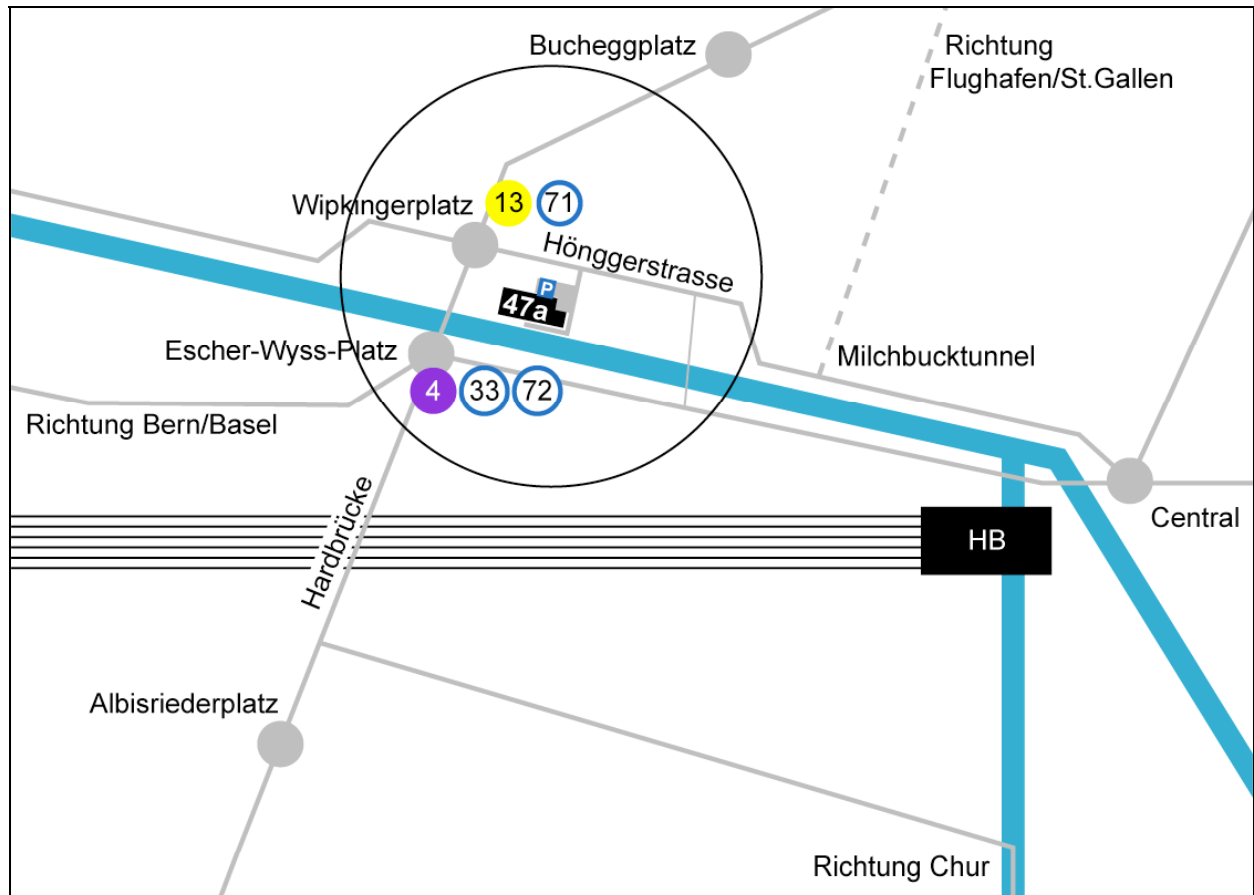 Bucheggplatz
Richtung
Flughafen/St.Gallen
Wipkingerplatz
13
71
Hönggerstrasse
P
47a
Escher-Wyss-Platz
Milchbucktunnel
4
33
72
Richtung Bern/Basel
Hardbrücke
Central
HB
Albisriederplatz
Richtung Chur